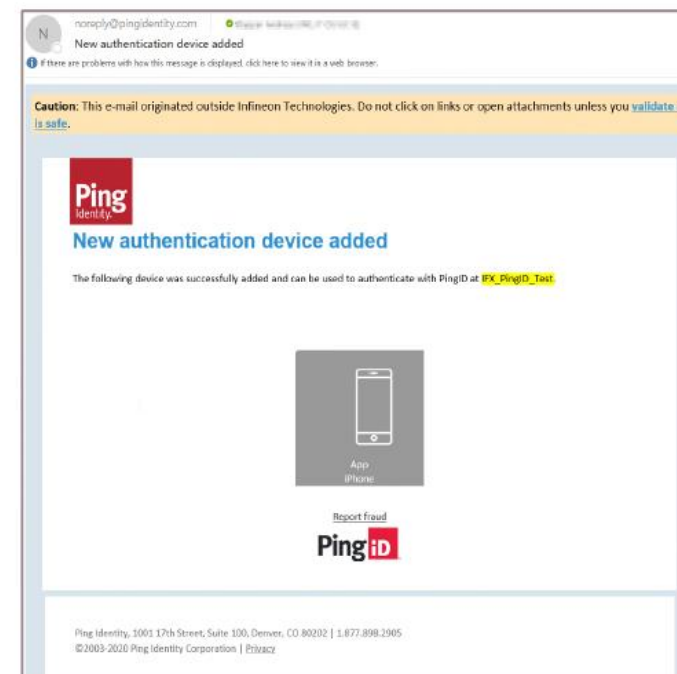 N
noreply@pingidentity.com
New authentication device added
If there are problems with how this message is displayed, click here to view it in a web browser.
Caution: This e-mail originated outside Infineon Technologies. Do not click on links or open attachments unless you validate
is safe.
Ping
Identity.
New authentication device added
The following device was successfully added and can be used to authenticate with PingID at IFX_PingID_Test.
App
iPhone
Report fraud
Ping iD
Ping Identity, 1001 17th Street, Suite 100, Denver, CO 80202 | 1.877.898.2905
©2003-2020 Ping Identity Corporation | Privacy